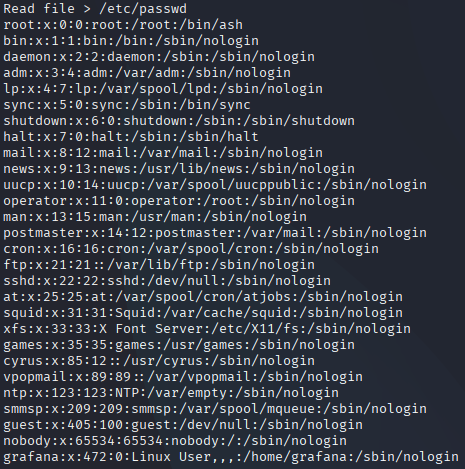 Read file > /etc/passwd
root:x:0:0:root:/root:/bin/ash
bin:x:1:1:bin:/bin:/sbin/nologin
daemon:x:2:2:daemon:/sbin:/sbin/nologin
adm:x:3:4:adm:/var/adm:/sbin/nologin
lp:x:4:7:lp:/var/spool/lpd:/sbin/nologin
sync:x:5:0:sync:/sbin:/bin/sync
shutdown:x:6:0:shutdown:/sbin:/sbin/shutdown
halt:x:7:0:halt:/sbin:/sbin/halt
mail:x:8:12:mail:/var/mail:/sbin/nologin
news:x:9:13:news:/usr/lib/news:/sbin/nologin
uucp:x:10:14:uucp:/var/spool/uucppublic:/sbin/nologin
operator:x:11:0:operator:/root:/sbin/nologin
man:x:13:15:man:/usr/man:/sbin/nologin
postmaster:x:14:12:postmaster:/var/mail:/sbin/nologin
cron:x:16:16:cron:/var/spool/cron:/sbin/nologin
ftp:x:21:21::/var/lib/ftp:/sbin/nologin
sshd:x:22:22:sshd:/dev/null:/sbin/nologin
at:x:25:25:at:/var/spool/cron/atjobs:/sbin/nologin
squid:x:31:31:Squid:/var/cache/squid:/sbin/nologin
xfs:x:33:33:X Font Server:/etc/X11/fs:/sbin/nologin
games:x:35:35:games:/usr/games:/sbin/nologin
cyrus:x:85:12::/usr/cyrus:/sbin/nologin
vpopmail:x:89:89::/var/vpopmail:/sbin/nologin
ntp:x:123:123:NTP:/var/empty:/sbin/nologin
smmsp:x:209:209:smmsp:/var/spool/mqueue:/sbin/nologin
guest:x:405:100:guest:/dev/null:/sbin/nologin
nobody:x:65534:65534:nobody:/:/sbin/nologin
grafana:x:472:0:Linux User,,,:/home/grafana:/sbin/nologin